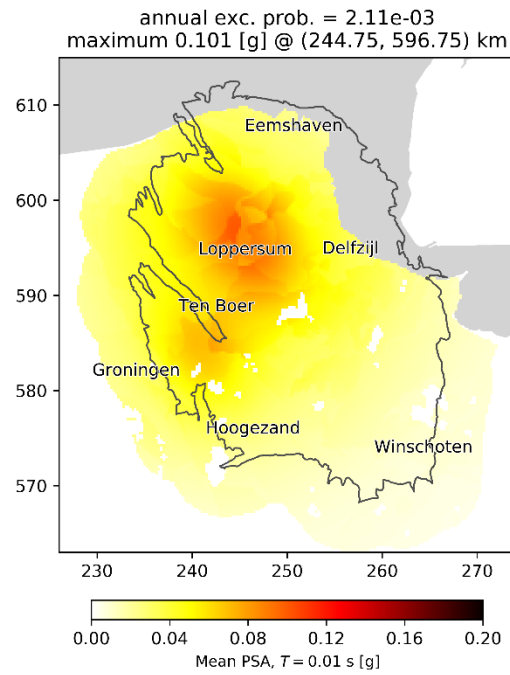 annual exc. prob. = 2.11e-03
maximum 0.101 [g] @ (244.75, 596.75) km
610
Eemshaven
600
Loppersum
Delfzijl
590
Ten Boer
Groningen
580
Hoogezand
Winschoten
570
230 240 250 260 270
0.00 0.04 0.08 0.12 0.16 0.20
Mean PSA, T = 0.01 s [g]